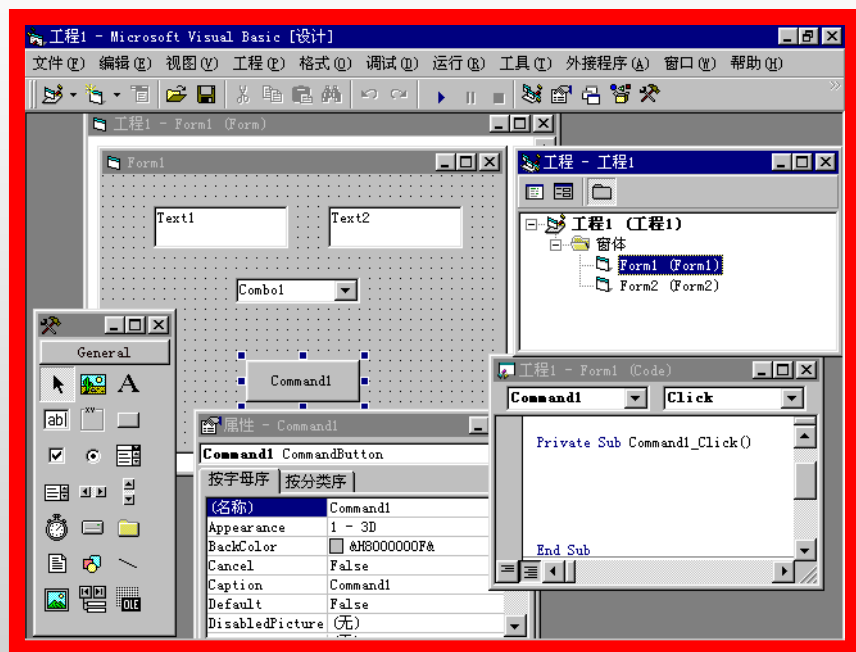 工程1 - Microsoft Visual Basic [设计]
文件(F) 编辑(E) 视图(V) 工程(P) 格式(O) 调试(D) 运行(R) 工具(T) 外接程序(A) 窗口(W) 帮助(H)
工程1 - Form1 (Form)
Form1
Text1
Text2
Combo1
Command1
General
A
ab|
xv
OLE
工程 - 工程1
工程1 (工程1)
窗体
Form1 (Form1)
Form2 (Form2)
工程1 - Form1 (Code)
Command1 Click
Private Sub Command1_Click()
End Sub
属性 - Command1
Command1 CommandButton
按字母序 按分类序
(名称) Command1
Appearance 1 - 3D
BackColor &H8000000F&
Cancel False
Caption Command1
Default False
DisabledPicture (无)